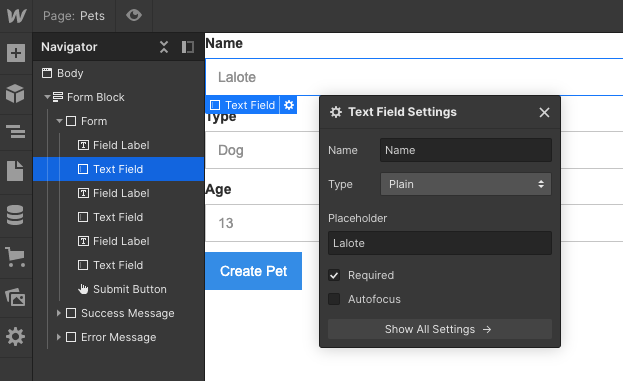 W
Page: Pets
Navigator
Body
Form Block
Form
Field Label
Text Field
Field Label
Text Field
Field Label
Text Field
Submit Button
Success Message
Error Message
Name
Lalote
Text Field
Type
Dog
Age
13
Create Pet
Text Field Settings
Name Name
Type Plain
Placeholder
Lalote
Required
Autofocus
Show All Settings →